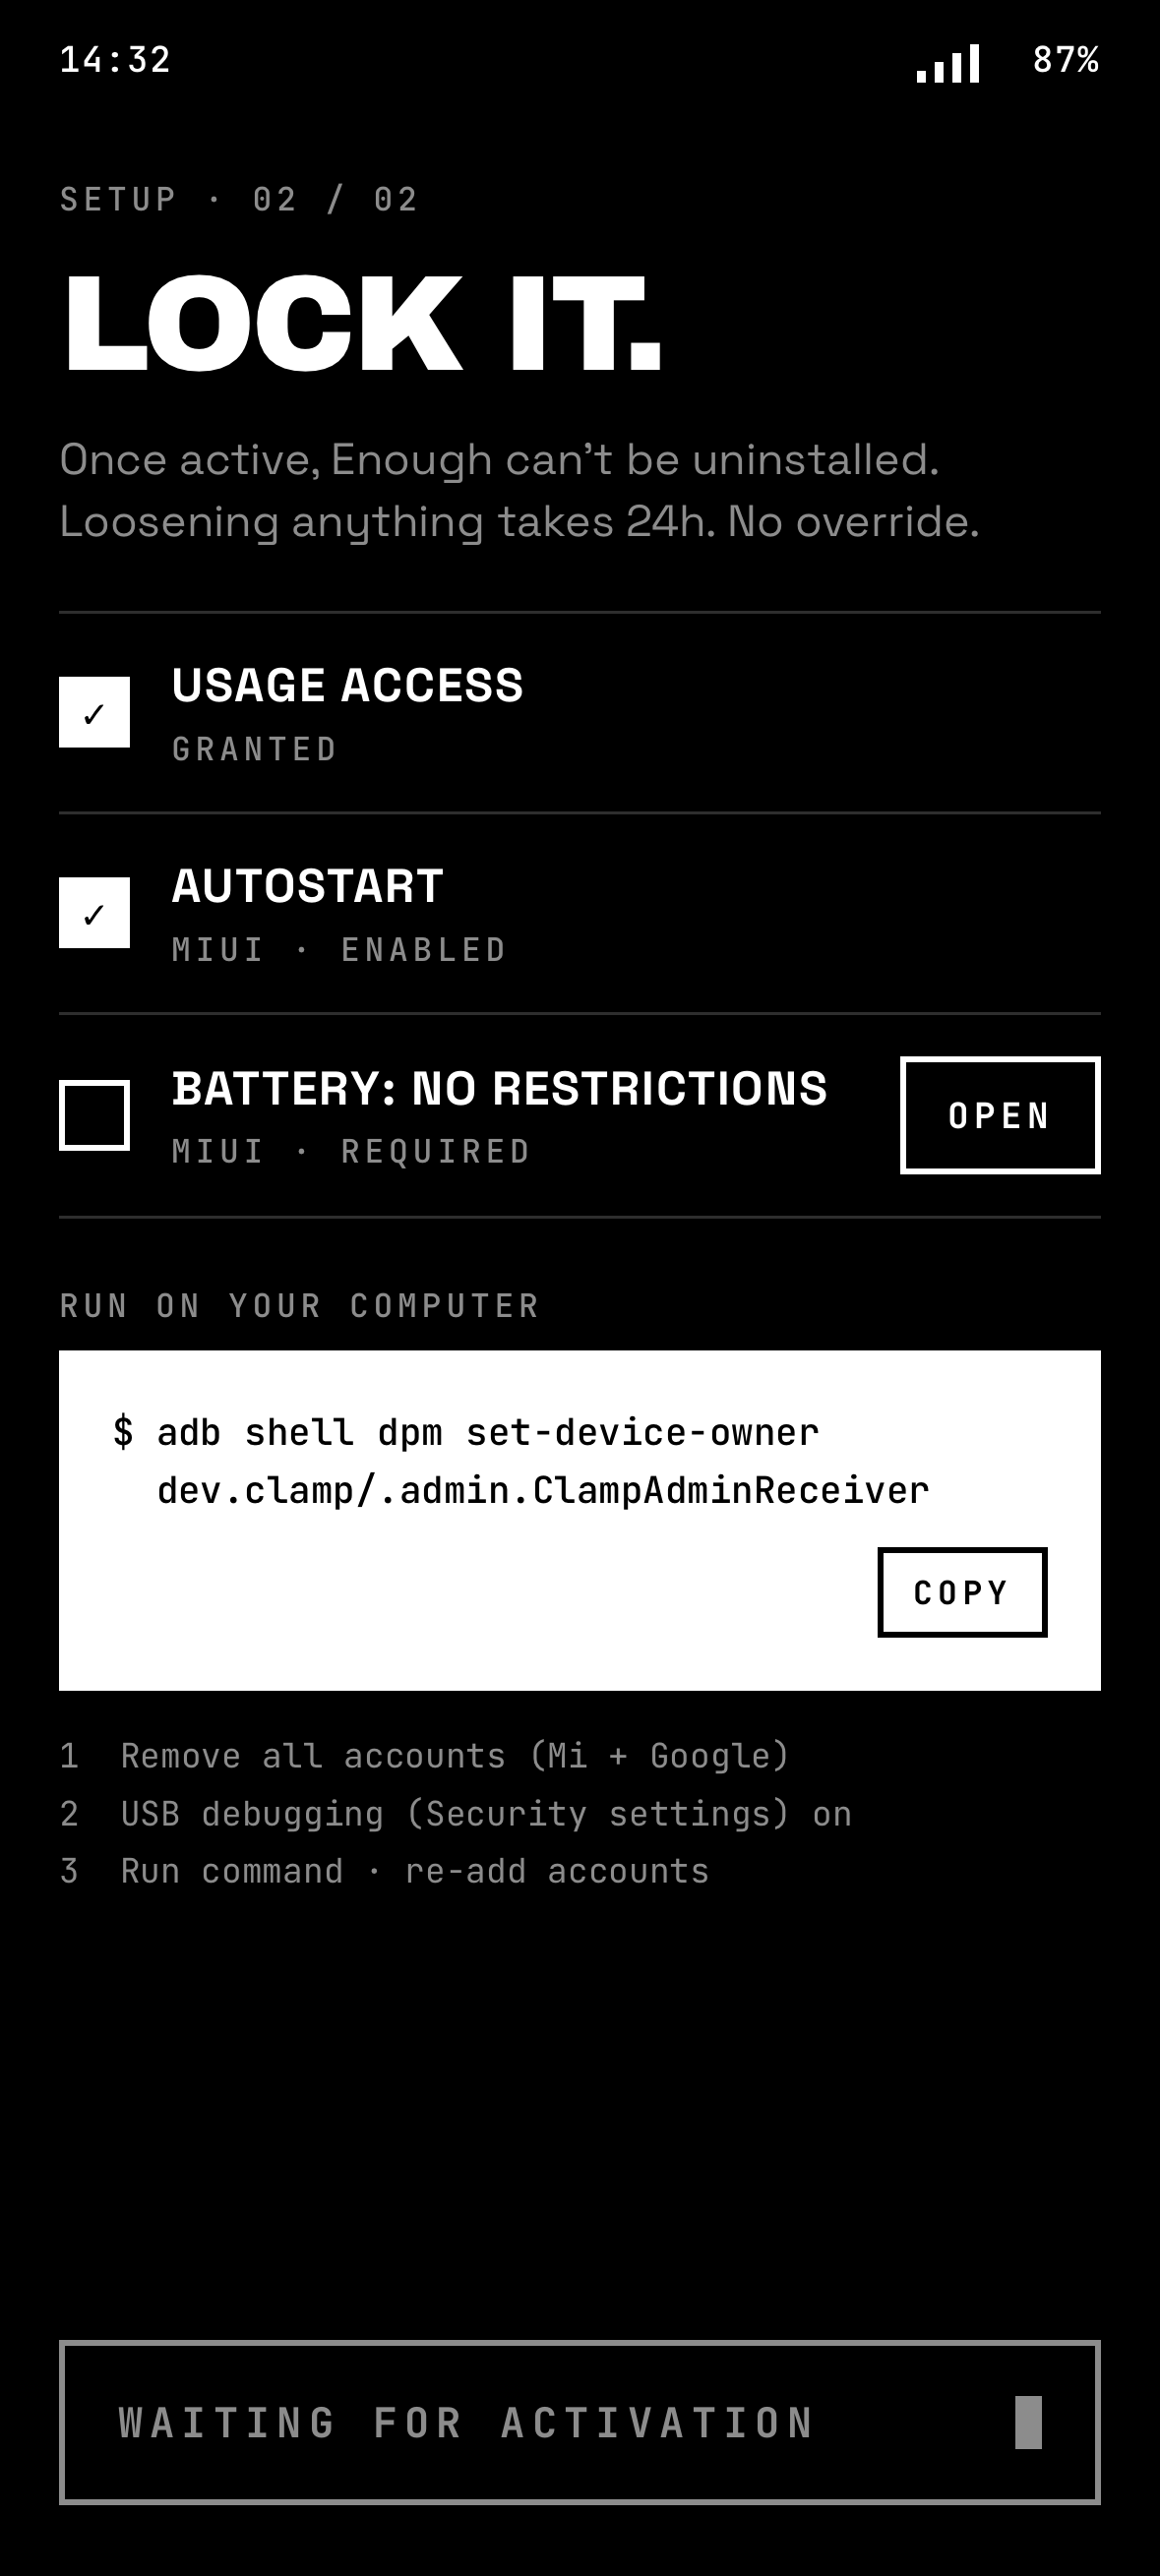 14:32 87%
SETUP · 02 / 02
LOCK IT.
Once active, Enough can’t be uninstalled.
Loosening anything takes 24h. No override.
✓ USAGE ACCESS
GRANTED
✓ AUTOSTART
MIUI · ENABLED
BATTERY: NO RESTRICTIONS
MIUI · REQUIRED
OPEN
RUN ON YOUR COMPUTER
$ adb shell dpm set-device-owner
dev.clamp/.admin.ClampAdminReceiver
COPY
1 Remove all accounts (Mi + Google)
2 USB debugging (Security settings) on
3 Run command · re-add accounts
WAITING FOR ACTIVATION